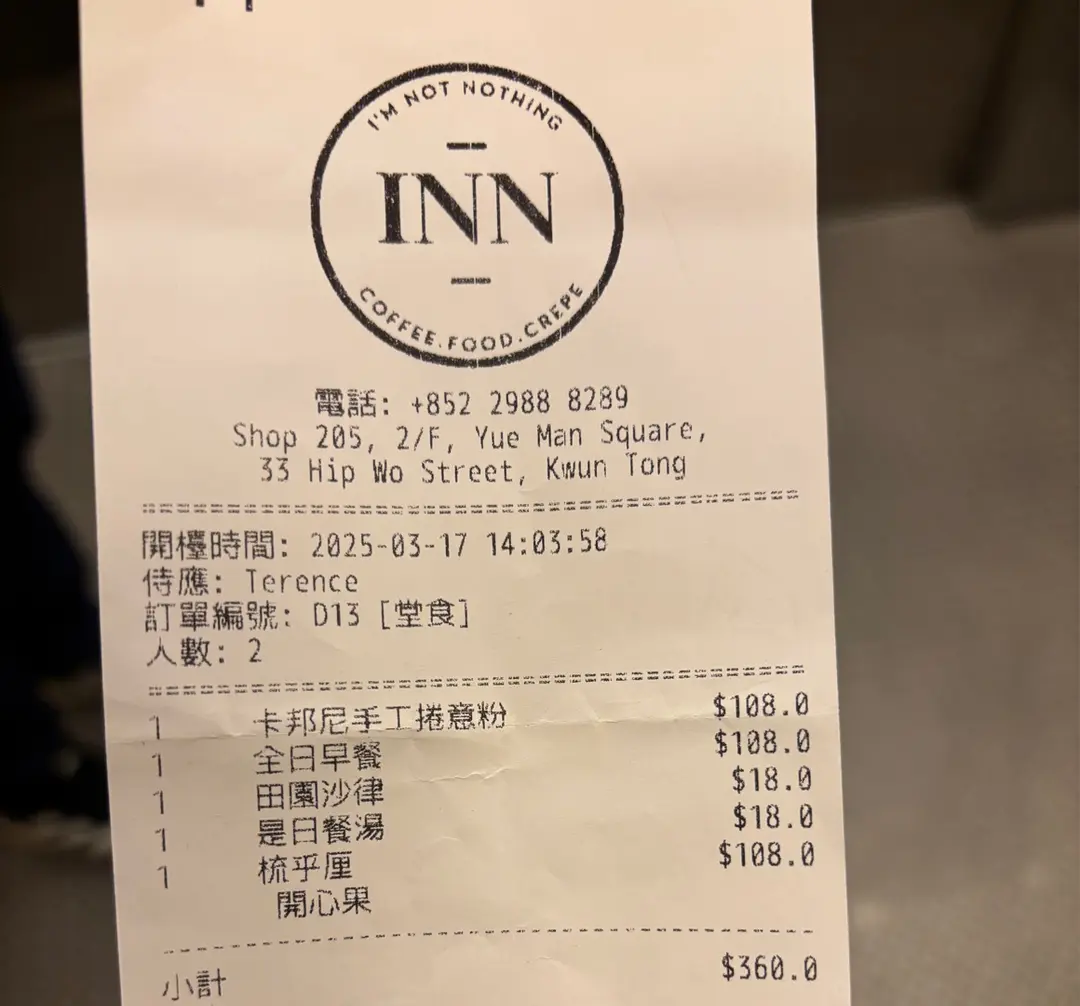 I'M NOT NOTHING
INN
COFFEE.FOOD.CREPE
電話: +852 2988 8289
Shop 205, 2/F, Yue Man Square,
33 Hip Wo Street, Kwun Tong
開檯時間: 2025-03-17 14:03:58
侍應: Terence
訂單編號: D13 [堂食]
人數: 2
1 卡邦尼手工捲意粉 $108.0
1 全日早餐 $108.0
1 田園沙律 $18.0
1 是日餐湯 $18.0
1 梳乎厘 $108.0
開心果
小計 $360.0